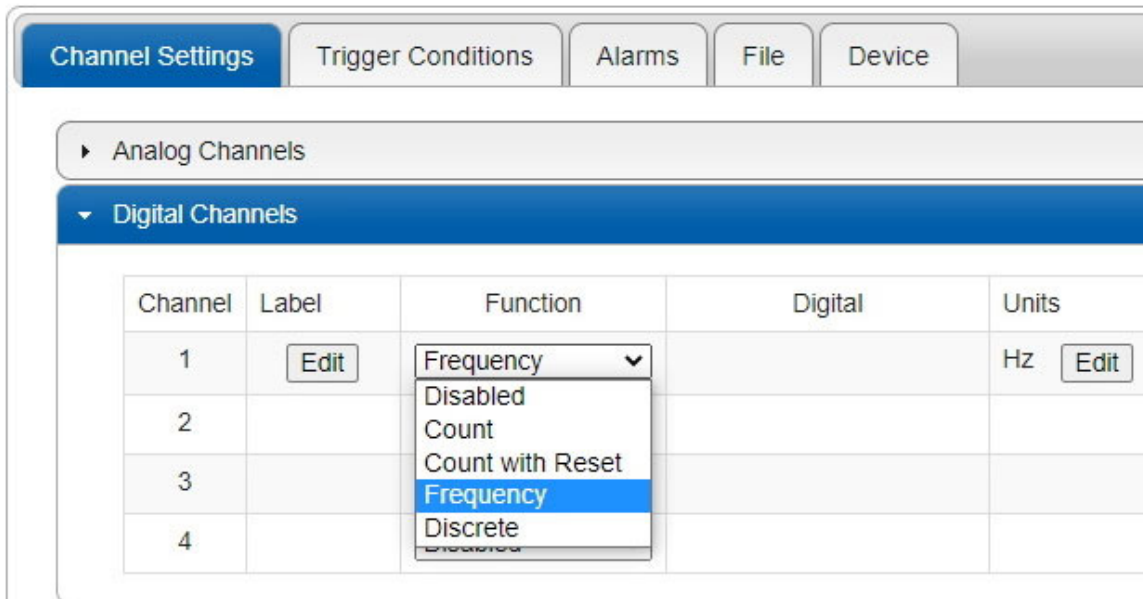 Channel Settings Trigger Conditions Alarms File Device
Analog Channels
Digital Channels
Channel Label Function Digital Units
1 Edit Frequency Hz Edit
Disabled
2
Count
Count with Reset
3
Frequency
Discrete
4
Disabled